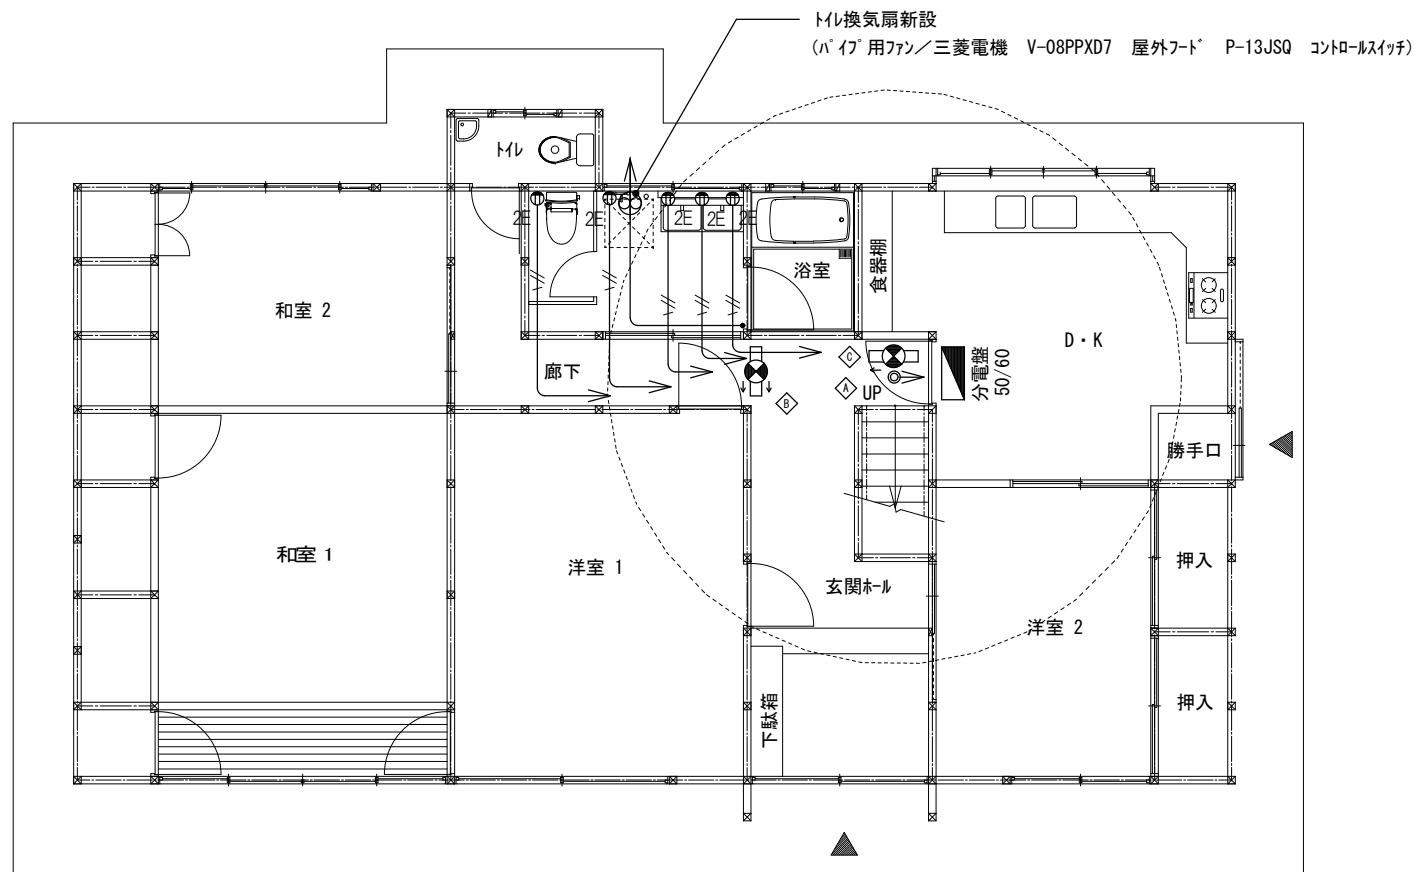 ﾄｲﾚ換気扇新設
(ﾊﾟｲﾌﾟ用ﾌｧﾝ／三菱電機　V-08PPXD7　屋外ﾌｰﾄﾞ　P-13JSQ　ｺﾝﾄﾛｰﾙｽｲｯﾁ)
ﾄｲﾚ
2E
2E
2E
2E
2E
浴室
食器棚
和室 2
D・K
廊下
C
A
B
UP
分電盤
50/60
勝手口
和室 1
洋室 1
玄関ﾎｰﾙ
押入
洋室 2
下駄箱
押入